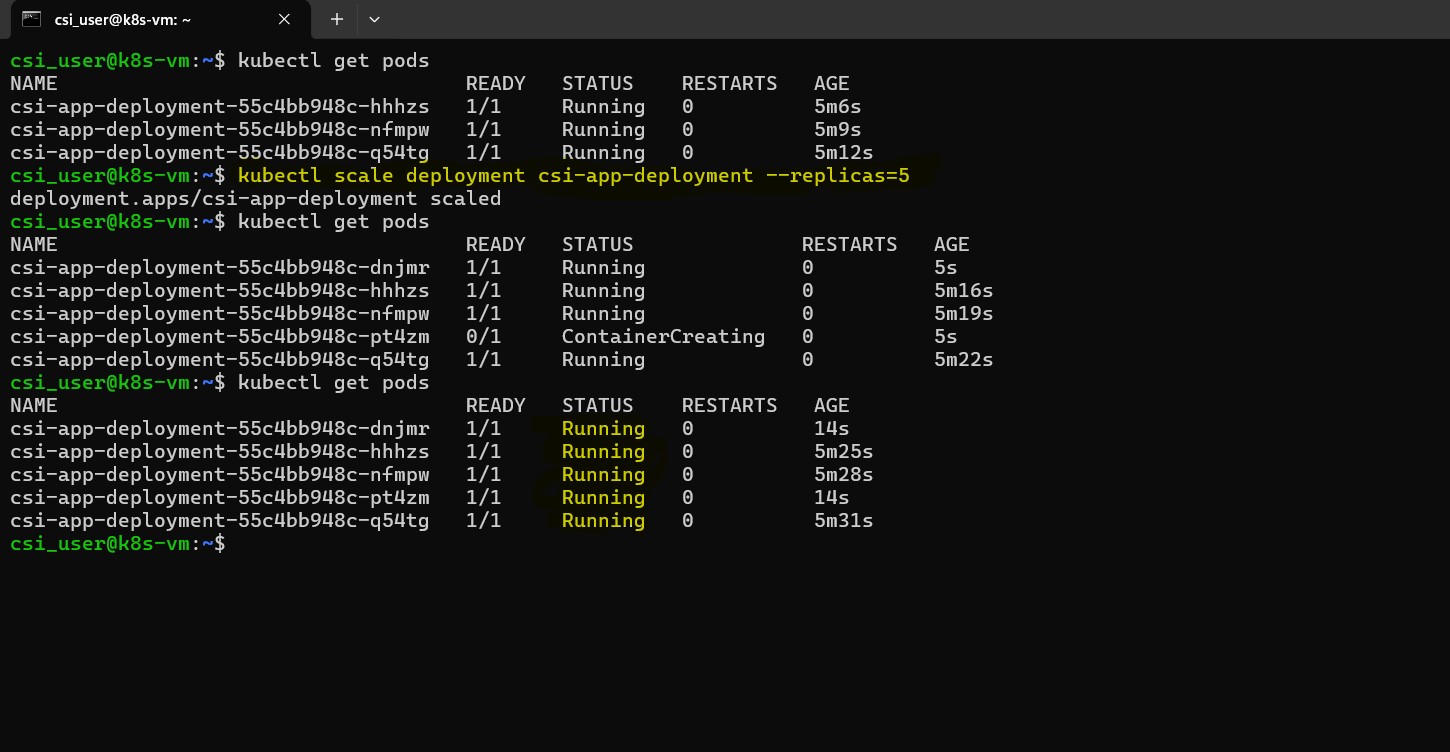 csi_user@k8s-vm: ~
csi_user@k8s-vm:~$ kubectl get pods
NAME                                  READY   STATUS    RESTARTS   AGE
csi-app-deployment-55c4bb948c-hhhzs   1/1     Running   0          5m6s
csi-app-deployment-55c4bb948c-nfmpw   1/1     Running   0          5m9s
csi-app-deployment-55c4bb948c-q54tg   1/1     Running   0          5m12s
csi_user@k8s-vm:~$ kubectl scale deployment csi-app-deployment --replicas=5
deployment.apps/csi-app-deployment scaled
csi_user@k8s-vm:~$ kubectl get pods
NAME                                  READY   STATUS              RESTARTS   AGE
csi-app-deployment-55c4bb948c-dnjmr   1/1     Running             0          5s
csi-app-deployment-55c4bb948c-hhhzs   1/1     Running             0          5m16s
csi-app-deployment-55c4bb948c-nfmpw   1/1     Running             0          5m19s
csi-app-deployment-55c4bb948c-pt4zm   0/1     ContainerCreating   0          5s
csi-app-deployment-55c4bb948c-q54tg   1/1     Running             0          5m22s
csi_user@k8s-vm:~$ kubectl get pods
NAME                                  READY   STATUS    RESTARTS   AGE
csi-app-deployment-55c4bb948c-dnjmr   1/1     Running   0          14s
csi-app-deployment-55c4bb948c-hhhzs   1/1     Running   0          5m25s
csi-app-deployment-55c4bb948c-nfmpw   1/1     Running   0          5m28s
csi-app-deployment-55c4bb948c-pt4zm   1/1     Running   0          14s
csi-app-deployment-55c4bb948c-q54tg   1/1     Running   0          5m31s
csi_user@k8s-vm:~$